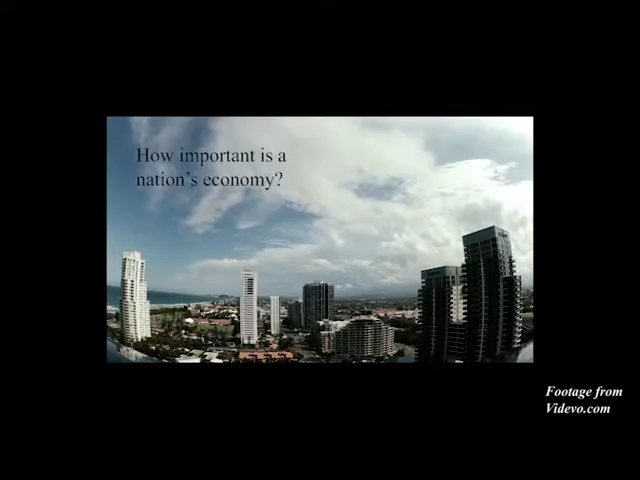 How important is a
nation's economy?
Footage from
Videvo.com